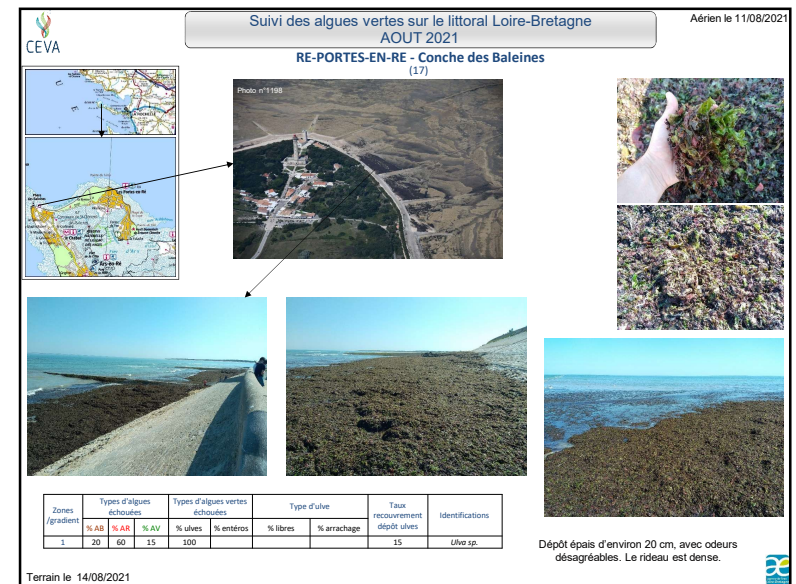 CEVA
Suivi des algues vertes sur le littoral Loire-Bretagne
AOUT 2021
Aérien le 11/08/2021
RE-PORTES-EN-RE - Conche des Baleines
(17)
Photo n°1198
Zones /gradient
Types d'algues échouées
Types d'algues vertes échouées
Type d'ulve
Taux recouvrement dépôt ulves
Identifications
% AB % AR % AV % ulves % entéros % libres % arrachage
1 20 60 15 100 15 Ulva sp.
Dépôt épais d'environ 20 cm, avec odeurs
désagréables. Le rideau est dense.
Terrain le 14/08/2021